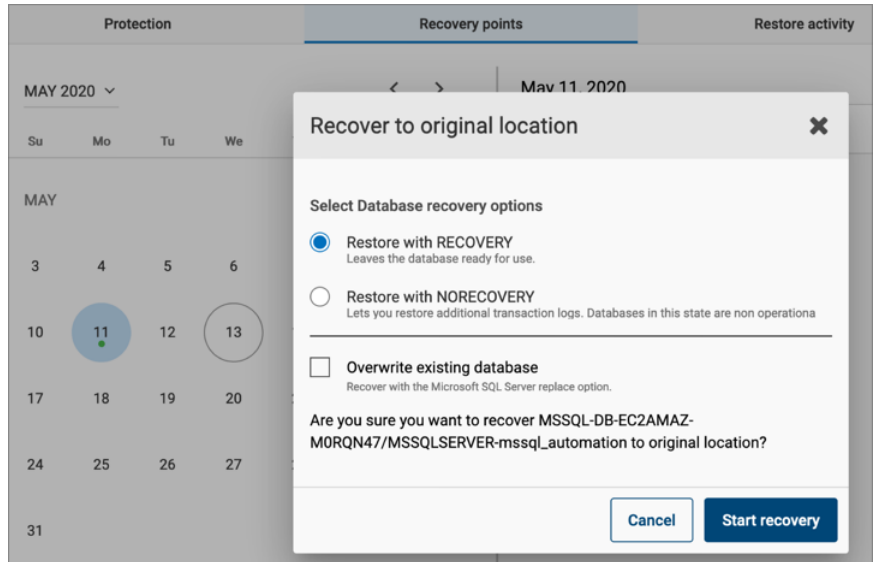 Protection Recovery points Restore activity
MAY 2020
May 11, 2020
Su Mo Tu We
MAY
3 4 5 6
10 11 12 13
17 18 19 20
24 25 26 27
31
Recover to original location
Select Database recovery options
Restore with RECOVERY
Leaves the database ready for use.
Restore with NORECOVERY
Lets you restore additional transaction logs. Databases in this state are non operationa
Overwrite existing database
Recover with the Microsoft SQL Server replace option.
Are you sure you want to recover MSSQL-DB-EC2AMAZ-
M0RQN47/MSSQLSERVER-mssql_automation to original location?
Cancel Start recovery